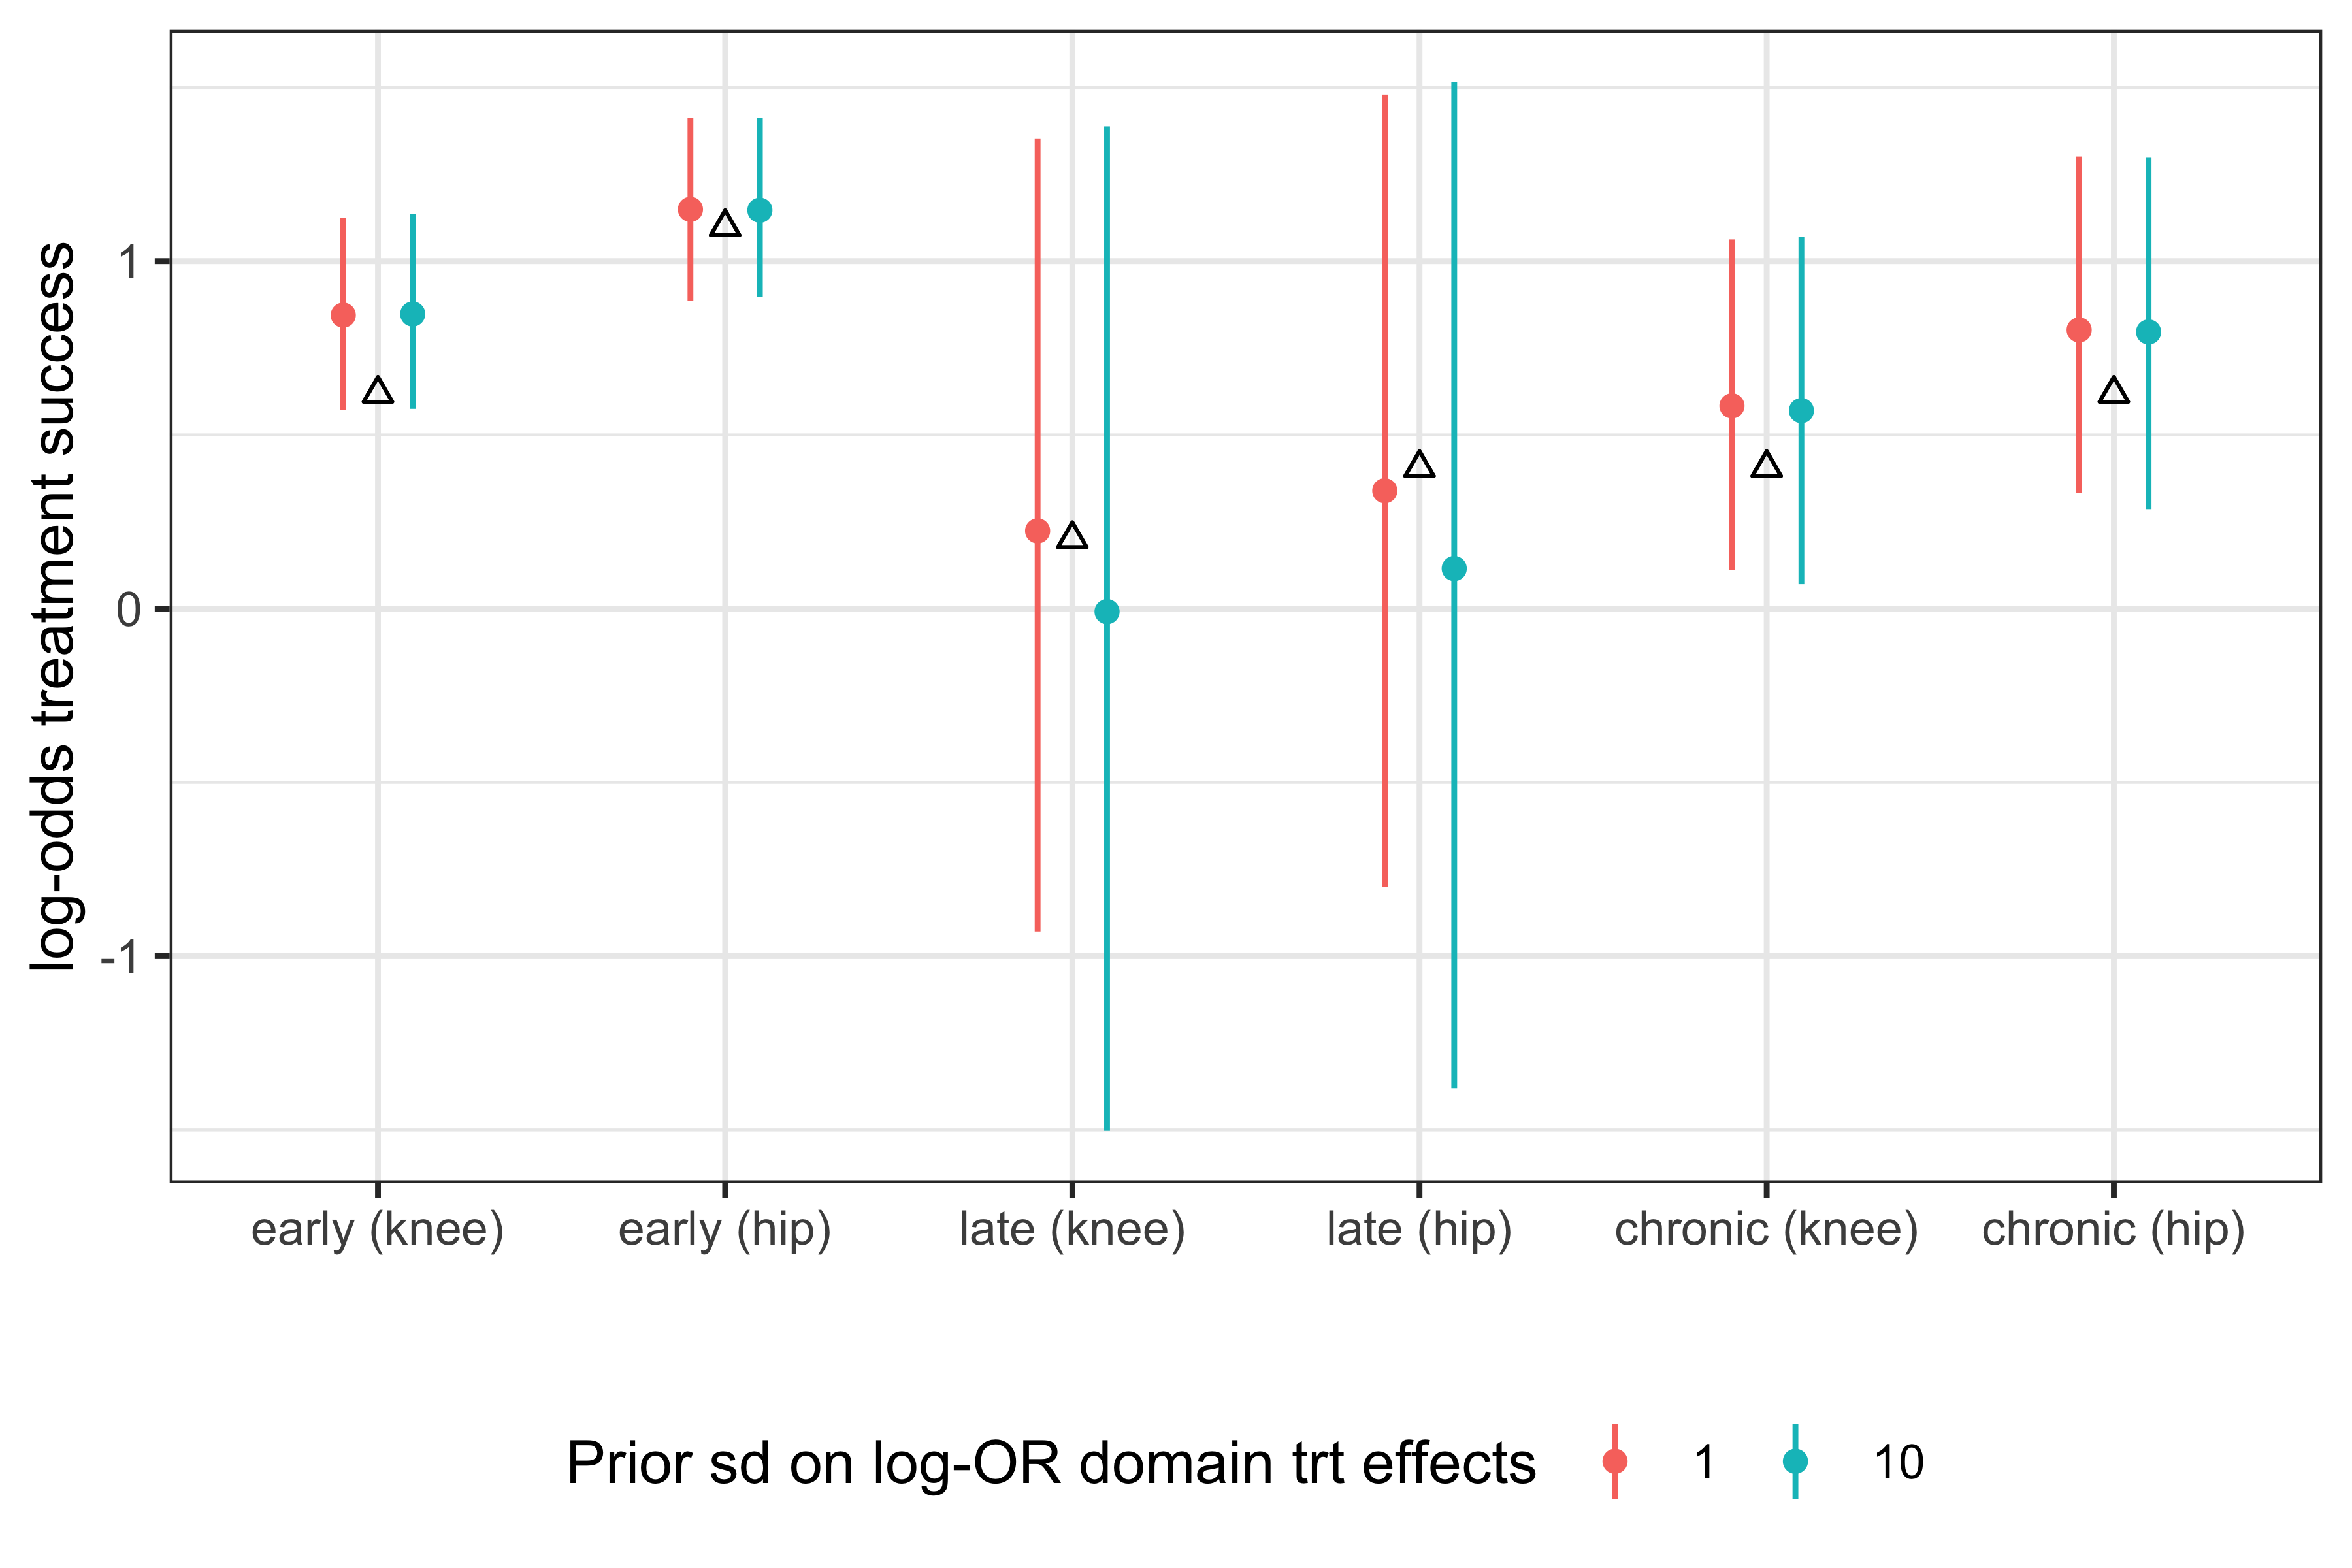 log-odds treatment success
1
0
-1
early (knee) early (hip) late (knee) late (hip) chronic (knee) chronic (hip)
Prior sd on log-OR domain trt effects 1 10